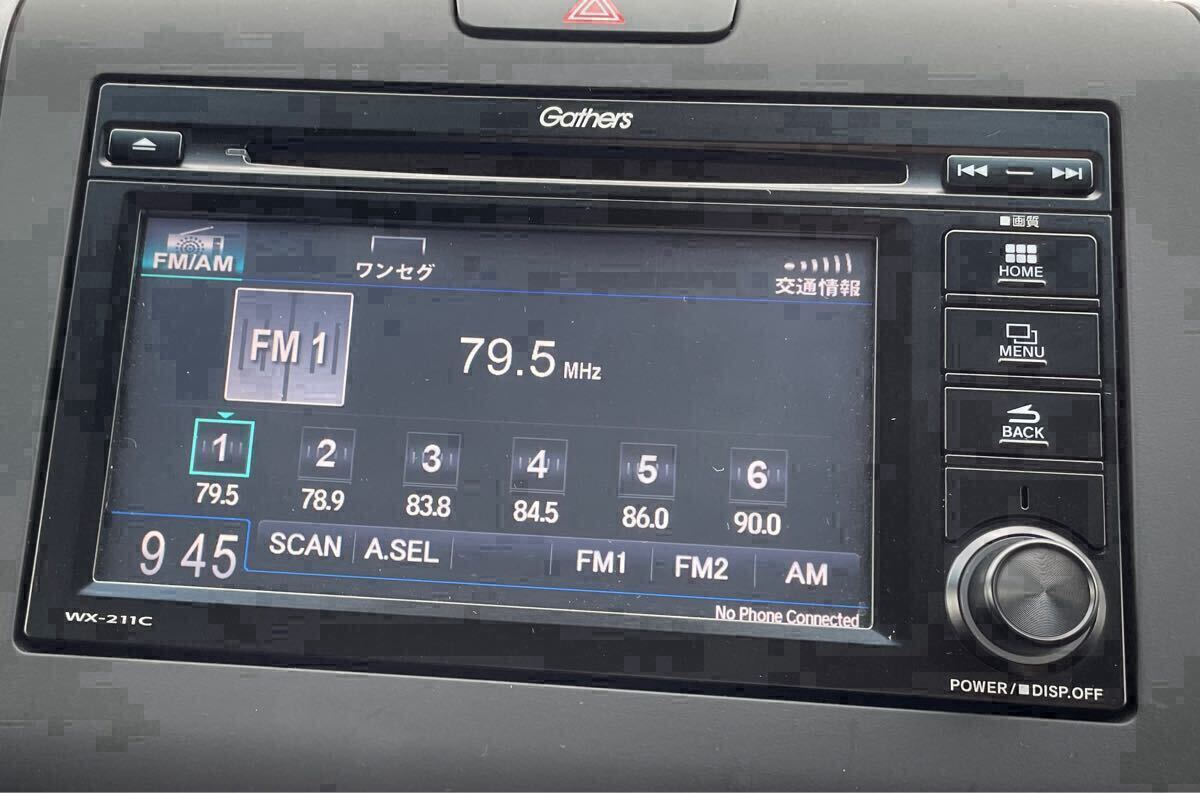 Gathers
■画質
FM/AM
ワンセグ
交通情報
HOME
FM 1
79.5 MHz
MENU
BACK
1 2 3 4 5 6
79.5 78.9 83.8 84.5 86.0 90.0
9 45
SCAN A.SEL FM1 FM2 AM
No Phone Connected
WX-211C
POWER/■DISP.OFF